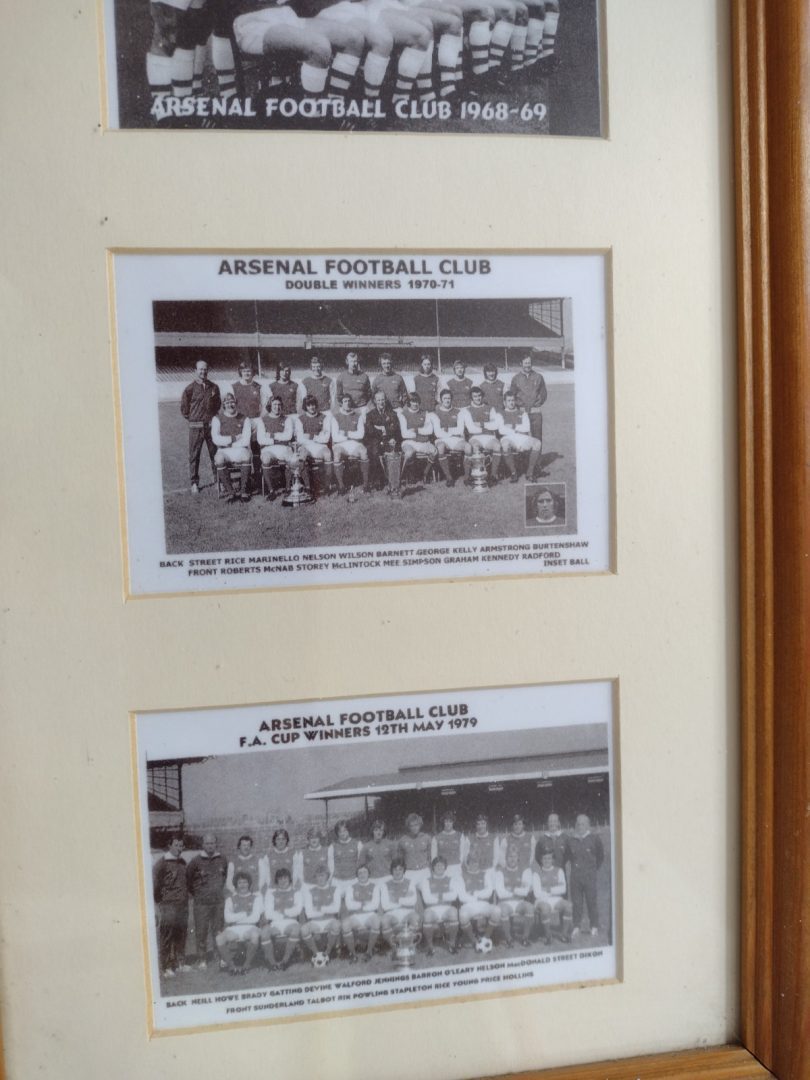 ARSENAL FOOTBALL CLUB 1968-69
ARSENAL FOOTBALL CLUB
DOUBLE WINNERS 1970-71
BACK STREET RICE MARINELLO NELSON WILSON BARNETT GEORGE KELLY ARMSTRONG BURTENSHAW
FRONT ROBERTS McNAB STOREY McLINTOCK MEE SIMPSON GRAHAM KENNEDY RADFORD INSET BALL
ARSENAL FOOTBALL CLUB
F.A. CUP WINNERS 12TH MAY 1979
BACK NEILL HOWE BRADY GATTING DEVINE WALFORD JENNINGS BARRON O'LEARY NELSON MACDONALD STREET DIXON
FRONT SUNDERLAND TALBOT RIX POWLING STAPLETON RICE YOUNG PRICE HOLLINS